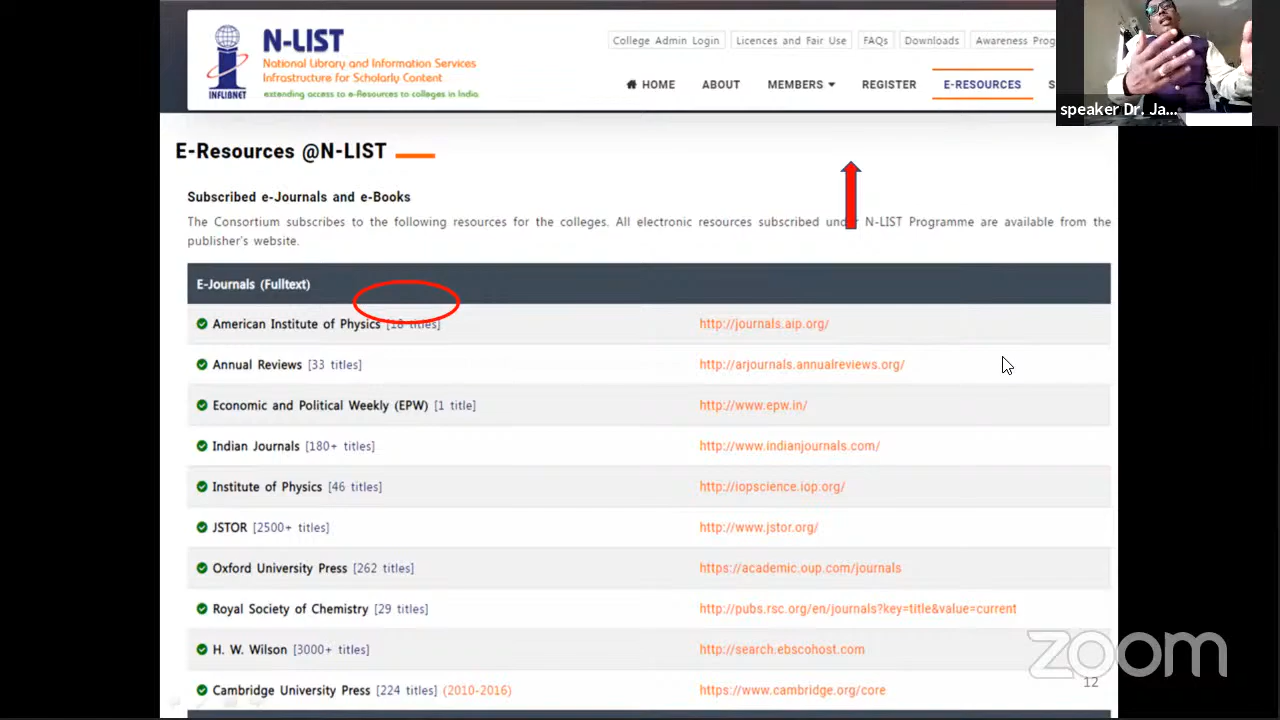 N-LIST
National Library and Information Services
Infrastructure for Scholarly Content
extending access to e-Resources to colleges in India
INFLIBNET
College Admin Login
Licences and Fair Use
FAQs
Downloads
Awareness Prog
HOME
ABOUT
MEMBERS
REGISTER
E-RESOURCES
S
speaker Dr. Ja...
E-Resources @N-LIST
Subscribed e-Journals and e-Books
The Consortium subscribes to the following resources for the colleges. All electronic resources subscribed under N-LIST Programme are available from the
publisher's website.
E-Journals (Fulltext)
American Institute of Physics [18 titles] http://journals.aip.org/
Annual Reviews [33 titles] http://arjournals.annualreviews.org/
Economic and Political Weekly (EPW) [1 title] http://www.epw.in/
Indian Journals [180+ titles] http://www.indianjournals.com/
Institute of Physics [46 titles] http://iopscience.iop.org/
JSTOR [2500+ titles] http://www.jstor.org/
Oxford University Press [262 titles] https://academic.oup.com/journals
Royal Society of Chemistry [29 titles] http://pubs.rsc.org/en/journals?key=title&value=current
H. W. Wilson [3000+ titles] http://search.ebscohost.com
Cambridge University Press [224 titles] (2010-2016) https://www.cambridge.org/core
zoom
12